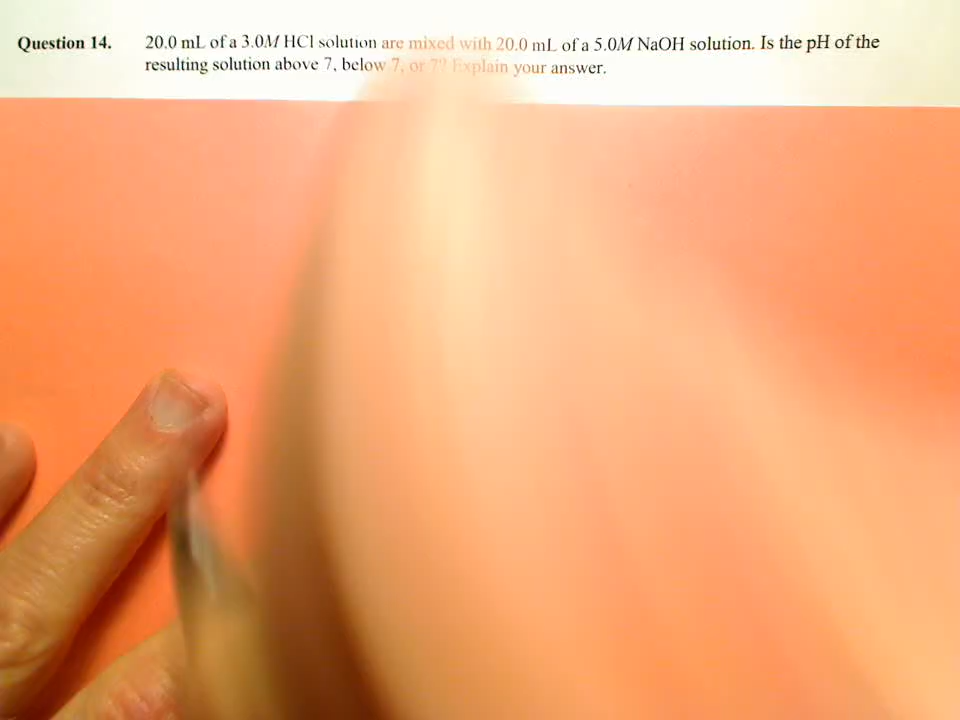 Question 14. 20.0 mL of a 3.0M HCl solution are mixed with 20.0 mL of a 5.0M NaOH solution. Is the pH of the
resulting solution above 7, below 7, or 7? Explain your answer.